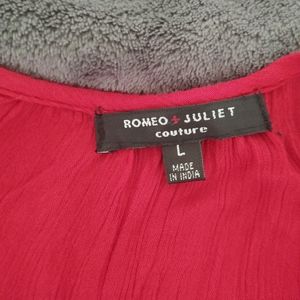 ROMEO + JULIET
couture
L
MADE
IN INDIA